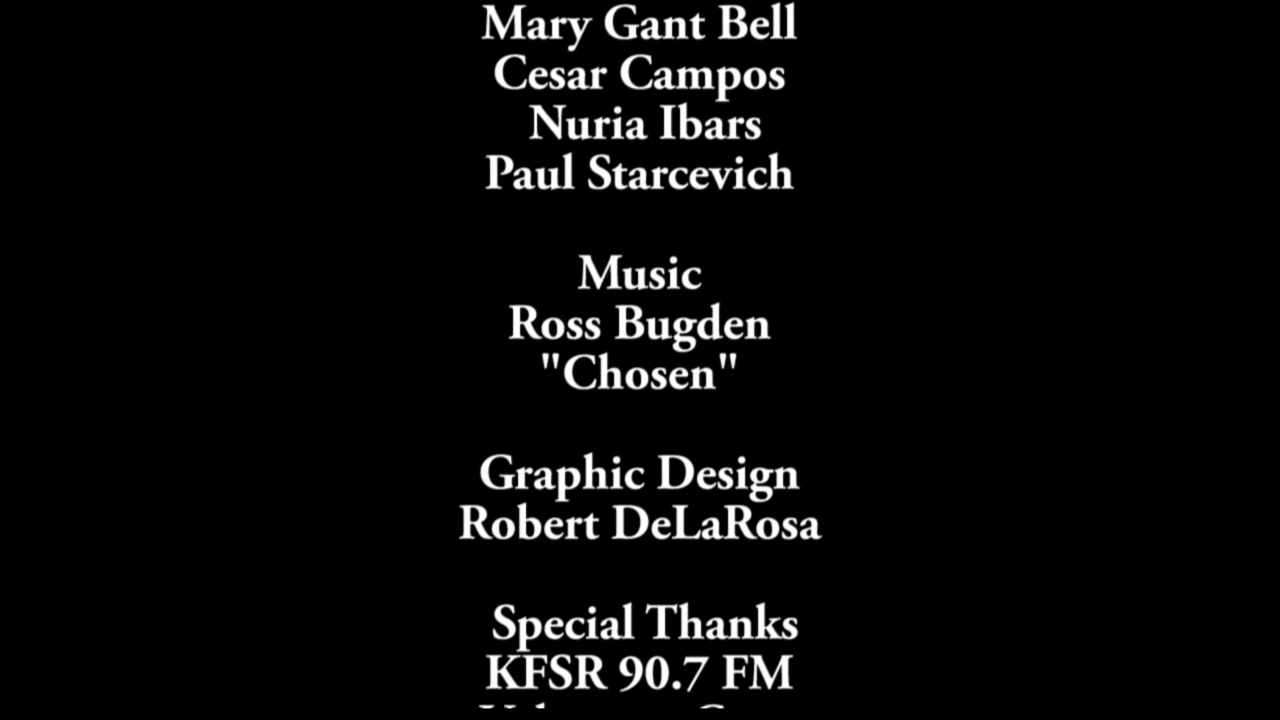 Mary Gant Bell
Cesar Campos
Nuria Ibars
Paul Starcevich
Music
Ross Bugden
"Chosen"
Graphic Design
Robert DeLaRosa
Special Thanks
KFSR 90.7 FM